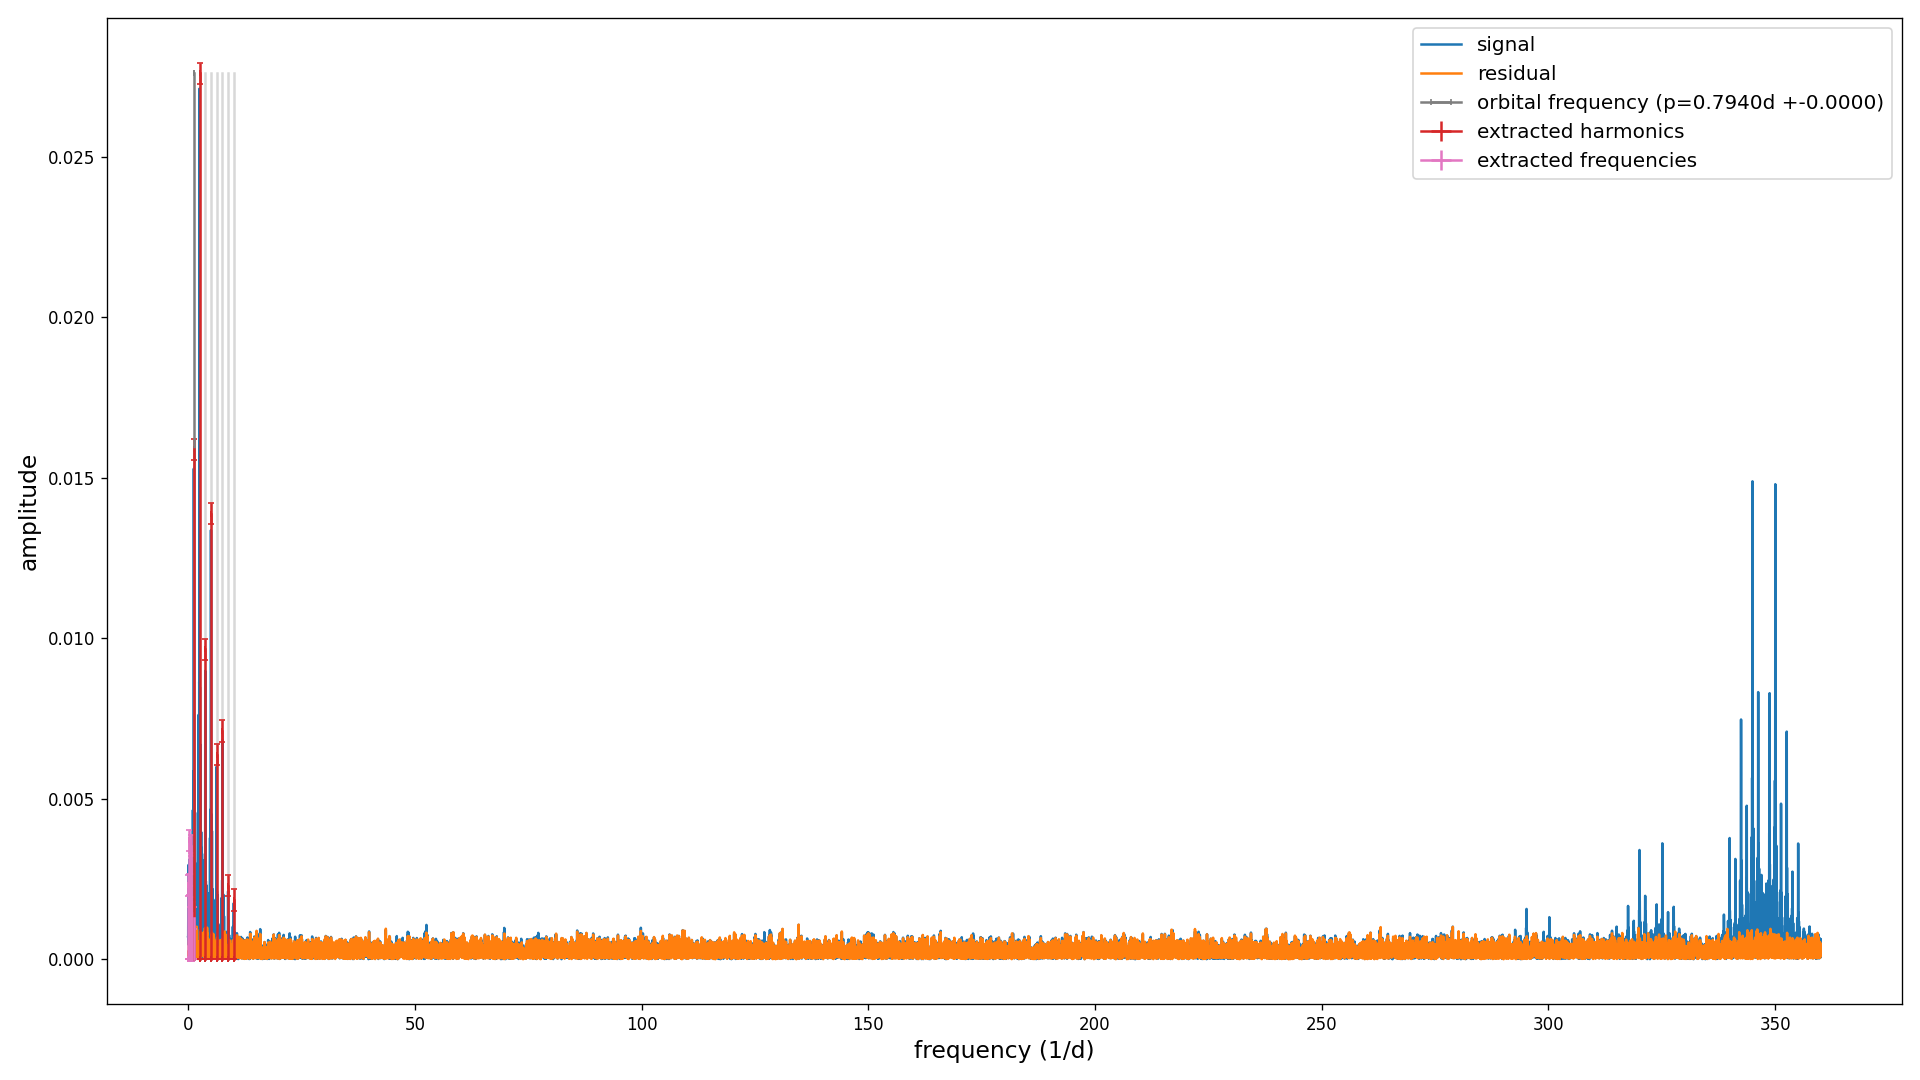 signal
residual
orbital frequency (p=0.7940d +-0.0000)
extracted harmonics
extracted frequencies
amplitude
0.025
0.020
0.015
0.010
0.005
0.000
0 50 100 150 200 250 300 350
frequency (1/d)